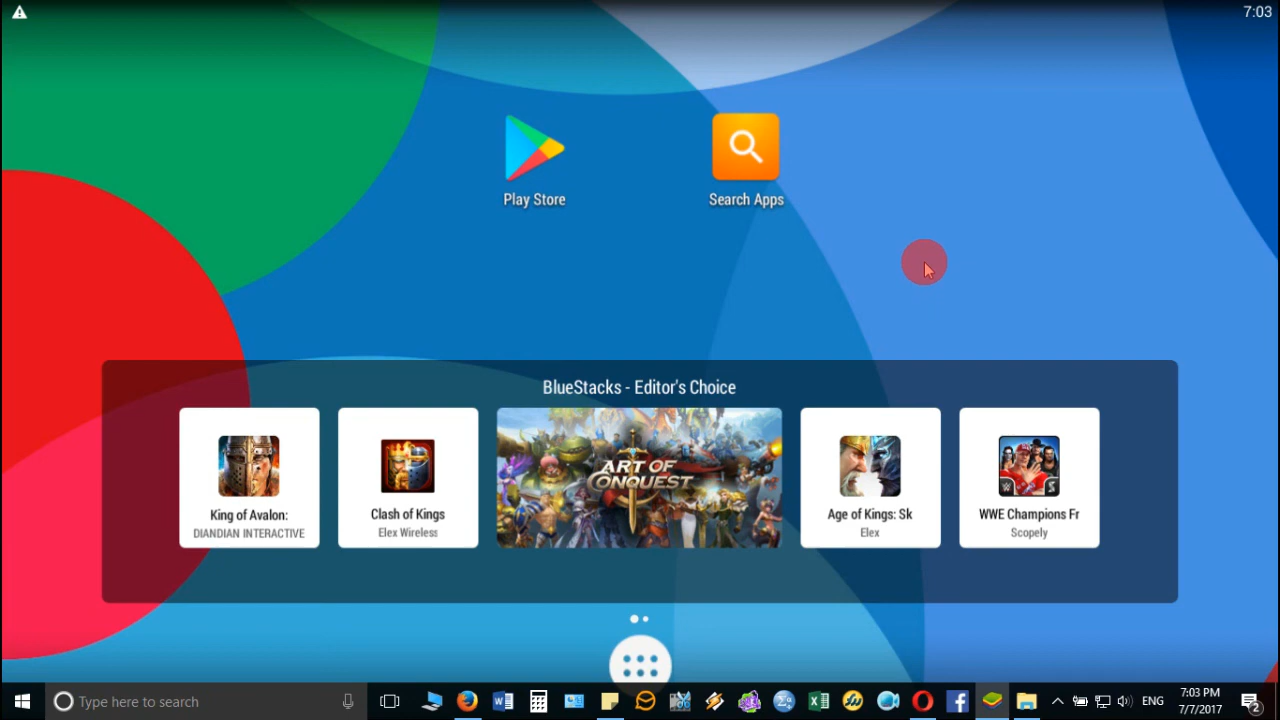 7:03
Play Store
Search Apps
BlueStacks - Editor's Choice
ART OF
CONQUEST
King of Avalon:
DIANDIAN INTERACTIVE
Clash of Kings
Elex Wireless
Age of Kings: Sk
Elex
WWE Champions Fr
Scopely
Type here to search
ENG
7:03 PM
7/7/2017
2